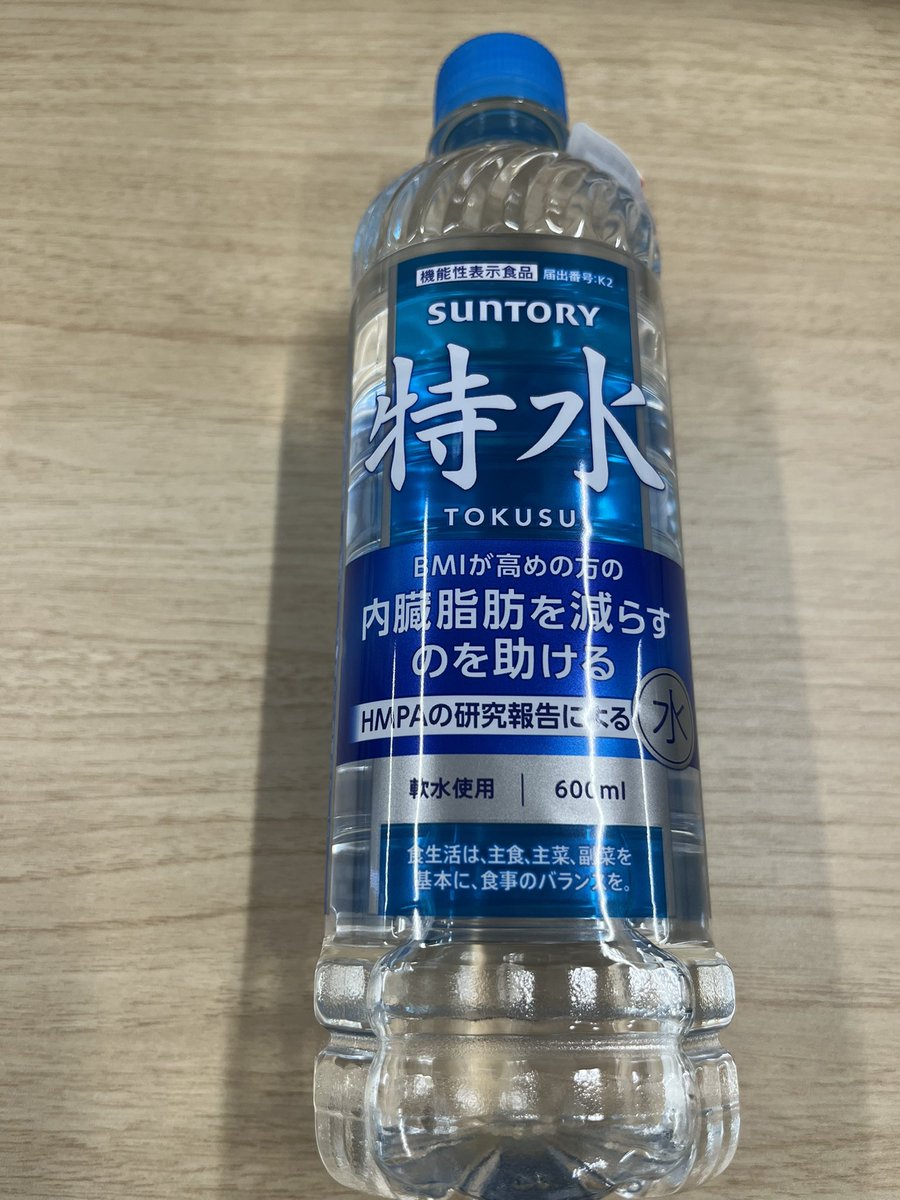 機能性表示食品 届出番号:K2
SUNTORY
特水
TOKUSUI
BMIが高めの方の
内臓脂肪を減らす
のを助ける
HMPAの研究報告による
水
軟水使用 | 600ml
食生活は、主食、主菜、副菜を
基本に、食事のバランスを。